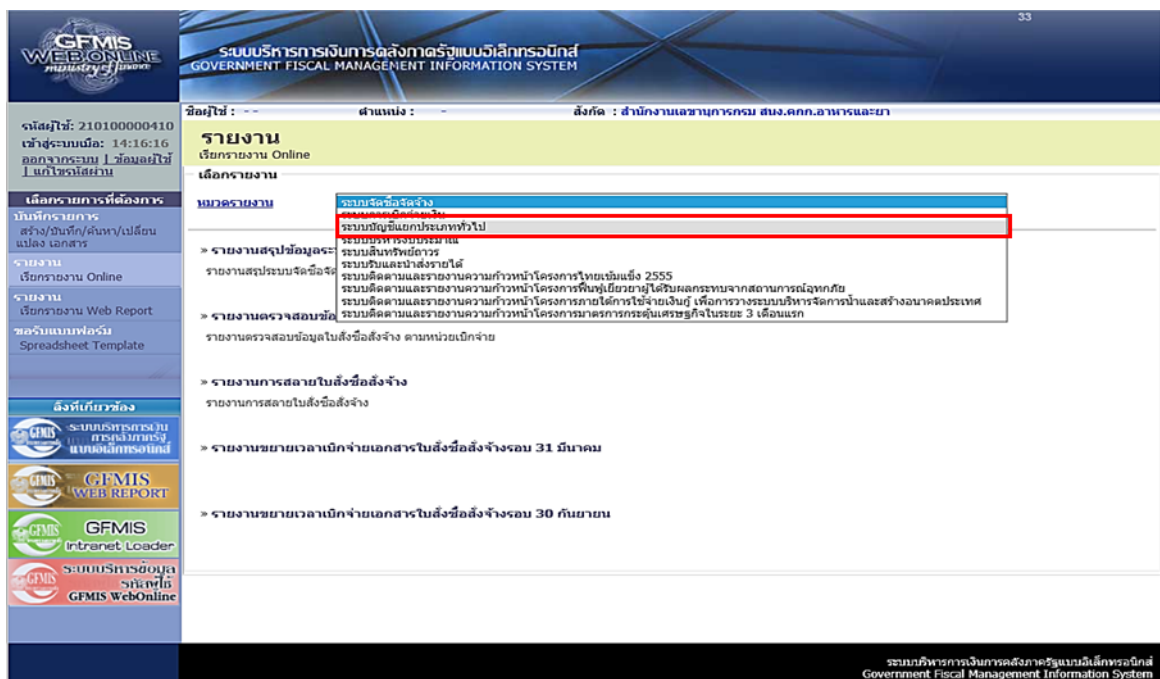 33
GFMIS
WEB ONLINE
ministry of finance
ระบบบริหารการเงินการคลังภาครัฐแบบอิเล็กทรอนิกส์
GOVERNMENT FISCAL MANAGEMENT INFORMATION SYSTEM
ชื่อผู้ใช้ : - - ตำแหน่ง : - สังกัด : สำนักงานเลขานุการกรม สนง.คกก.อาหารและยา
รหัสผู้ใช้: 210100000410
เข้าสู่ระบบเมื่อ: 14:16:16
ออกจากระบบ | ข้อมูลผู้ใช้
| แก้ไขรหัสผ่าน
เลือกรายการที่ต้องการ
บันทึกรายการ
สร้าง/บันทึก/ค้นหา/เปลี่ยน
แปลง เอกสาร
รายงาน
เรียกรายงาน Online
รายงาน
เรียกรายงาน Web Report
ขอรับแบบฟอร์ม
Spreadsheet Template
ลิ้งที่เกี่ยวข้อง
GFMIS
ระบบบริหารการเงิน
การคลังภาครัฐ
แบบอิเล็กทรอนิกส์
GFMIS
GFMIS
WEB REPORT
GFMIS
GFMIS
Intranet Loader
GFMIS
ระบบบริหารข้อมูล
รหัสผู้ใช้
GFMIS WebOnline
รายงาน
เรียกรายงาน Online
เลือกรายงาน
หมวดรายงาน
ระบบจัดซื้อจัดจ้าง
ระบบการเบิกจ่ายเงิน
ระบบบัญชีแยกประเภททั่วไป
ระบบบริหารงบประมาณ
ระบบสินทรัพย์ถาวร
ระบบรับและนำส่งรายได้
ระบบติดตามและรายงานความก้าวหน้าโครงการไทยเข้มแข็ง 2555
ระบบติดตามและรายงานความก้าวหน้าโครงการฟื้นฟูเยียวยาผู้ได้รับผลกระทบจากสถานการณ์อุทกภัย
ระบบติดตามและรายงานความก้าวหน้าโครงการภายใต้การใช้จ่ายเงินกู้ เพื่อการวางระบบบริหารจัดการน้ำและสร้างอนาคตประเทศ
ระบบติดตามและรายงานความก้าวหน้าโครงการมาตรการกระตุ้นเศรษฐกิจในระยะ 3 เดือนแรก
» รายงานสรุปข้อมูลระ
รายงานสรุประบบจัดซื้อจัด
» รายงานตรวจสอบข้อ
รายงานตรวจสอบข้อมูลใบสั่งซื้อสั่งจ้าง ตามหน่วยเบิกจ่าย
» รายงานการสลายใบสั่งซื้อสั่งจ้าง
รายงานการสลายใบสั่งซื้อสั่งจ้าง
» รายงานขยายเวลาเบิกจ่ายเอกสารใบสั่งซื้อสั่งจ้างรอบ 31 มีนาคม
» รายงานขยายเวลาเบิกจ่ายเอกสารใบสั่งซื้อสั่งจ้างรอบ 30 กันยายน
ระบบบริหารการเงินการคลังภาครัฐแบบอิเล็กทรอนิกส์
Government Fiscal Management Information System